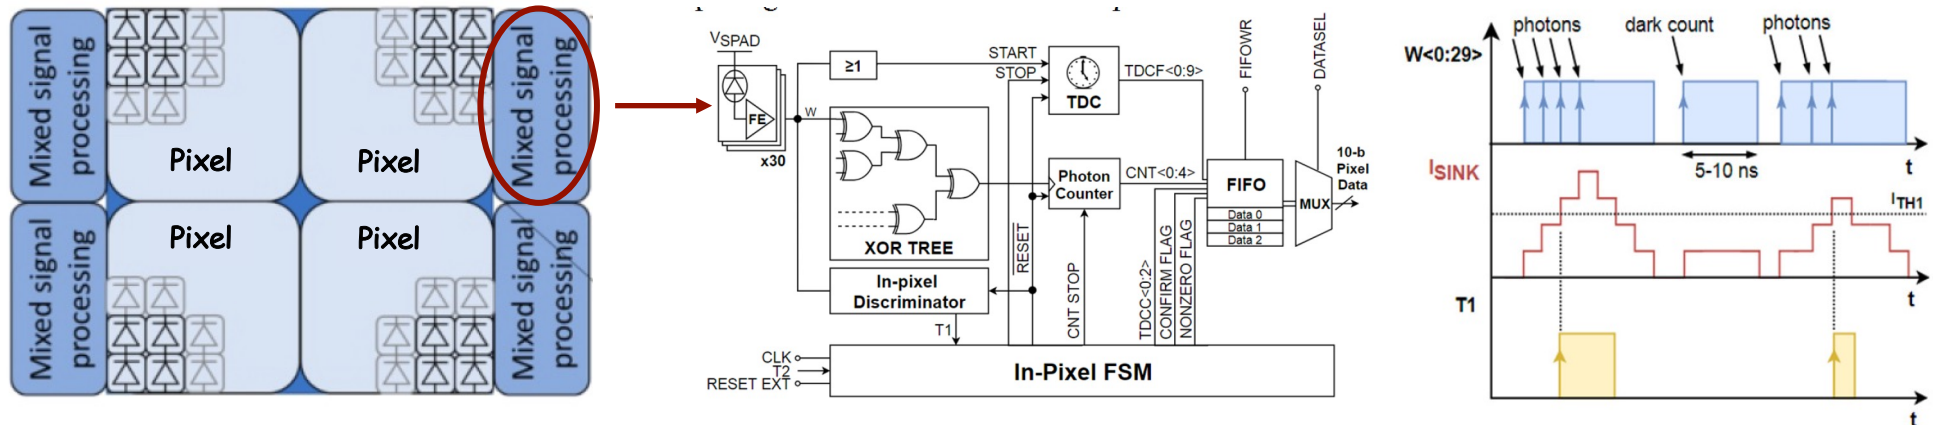 Mixed signal
processing
Pixel
Pixel
Mixed signal
processing
Mixed signal
processing
Pixel
Pixel
Mixed signal
processing
VSPAD
FE
x30
W
≥1
START
STOP
TDC
TDCF<0:9>
XOR TREE
Photon
Counter
CNT<0:4>
FIFOWR
DATASEL
FIFO
Data 0
Data 1
Data 2
MUX
10-b
Pixel
Data
In-pixel
Discriminator
T1
RESET
CNT STOP
TDCC<0:2>
CONFIRM FLAG
NONZERO FLAG
CLK
T2
RESET EXT
In-Pixel FSM
photons
dark count
photons
W<0:29>
t
5-10 ns
ISINK
ITH1
t
T1
t